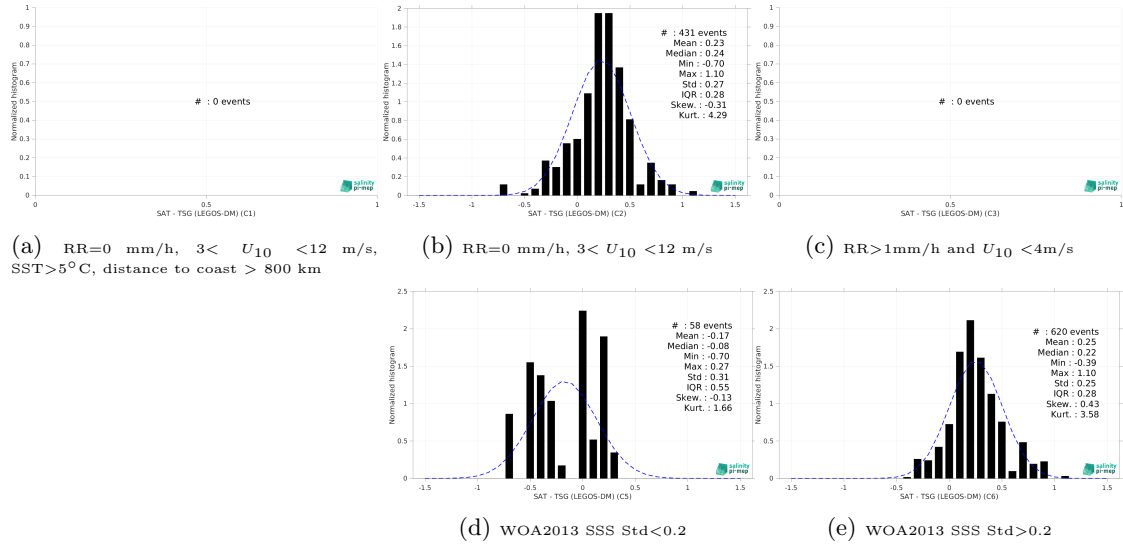 Normalized histogram
1
0.9
0.8
0.7
0.6
0.5
0.4
0.3
0.2
0.1
0
# : 0 events
salinity
pi-mep
0 0.5 1
SAT - TSG (LEGOS-DM) (C1)
(a) RR=0 mm/h, 3< U10 <12 m/s,
SST>5°C, distance to coast > 800 km
Normalized histogram
2
1.8
1.6
1.4
1.2
1
0.8
0.6
0.4
0.2
0
# : 431 events
Mean : 0.23
Median : 0.24
Min : -0.70
Max : 1.10
Std : 0.27
IQR : 0.28
Skew. : -0.31
Kurt. : 4.29
salinity
pi-mep
-1.5 -1 -0.5 0 0.5 1 1.5
SAT - TSG (LEGOS-DM) (C2)
(b) RR=0 mm/h, 3< U10 <12 m/s
Normalized histogram
1
0.9
0.8
0.7
0.6
0.5
0.4
0.3
0.2
0.1
0
# : 0 events
salinity
pi-mep
0 0.5 1
SAT - TSG (LEGOS-DM) (C3)
(c) RR>1mm/h and U10 <4m/s
Normalized histogram
2.5
2
1.5
1
0.5
0
# : 58 events
Mean : -0.17
Median : -0.08
Min : -0.70
Max : 0.27
Std : 0.31
IQR : 0.55
Skew. : -0.13
Kurt. : 1.66
salinity
pi-mep
-1.5 -1 -0.5 0 0.5 1 1.5
SAT - TSG (LEGOS-DM) (C5)
(d) WOA2013 SSS Std<0.2
Normalized histogram
2.5
2
1.5
1
0.5
0
# : 620 events
Mean : 0.25
Median : 0.22
Min : -0.39
Max : 1.10
Std : 0.25
IQR : 0.28
Skew. : 0.43
Kurt. : 3.58
salinity
pi-mep
-1.5 -1 -0.5 0 0.5 1 1.5
SAT - TSG (LEGOS-DM) (C6)
(e) WOA2013 SSS Std>0.2